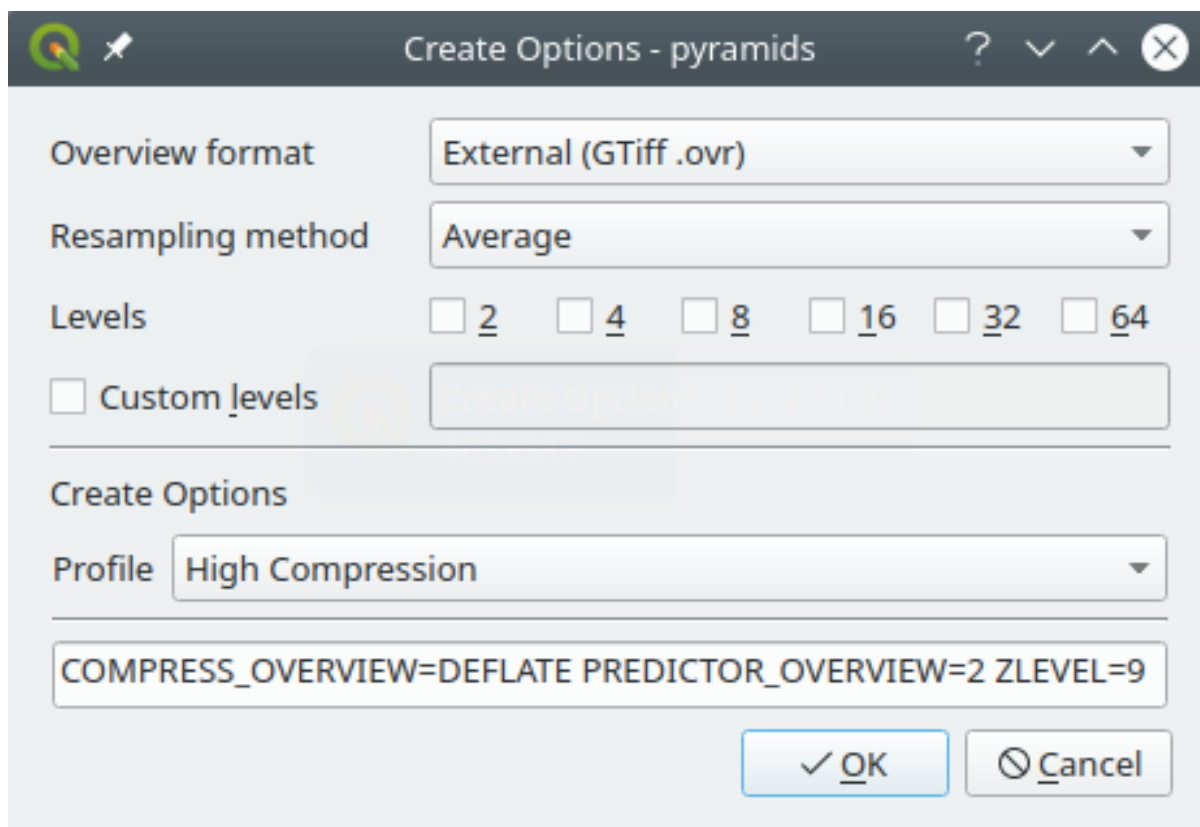 Create Options - pyramids
Overview format External (GTiff .ovr)
Resampling method Average
Levels 2 4 8 16 32 64
Custom levels
Create Options
Profile High Compression
COMPRESS_OVERVIEW=DEFLATE PREDICTOR_OVERVIEW=2 ZLEVEL=9
OK Cancel